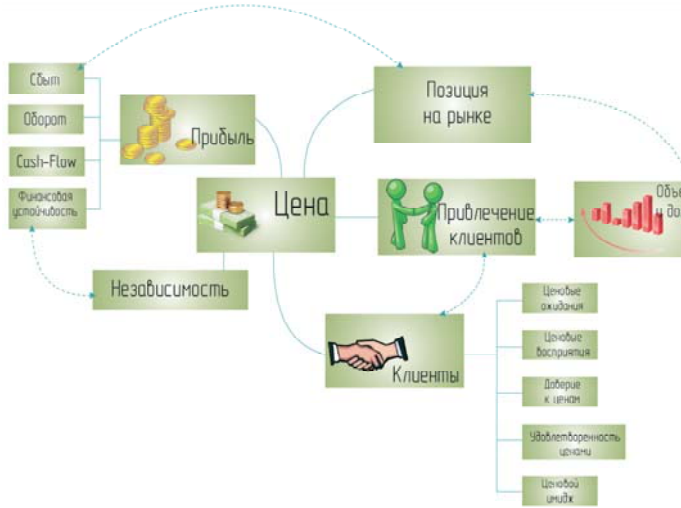 Сбыт
Оборот
Cash-Flow
Финансовая
устойчивость
Прибыль
Позиция
на рынке
Цена
Привлечение
клиентов
Независимость
Клиенты
Ценовые
ожидания
Ценовые
восприятия
Доверие
к ценам
Удовлетворенность
ценами
Ценовой
имидж